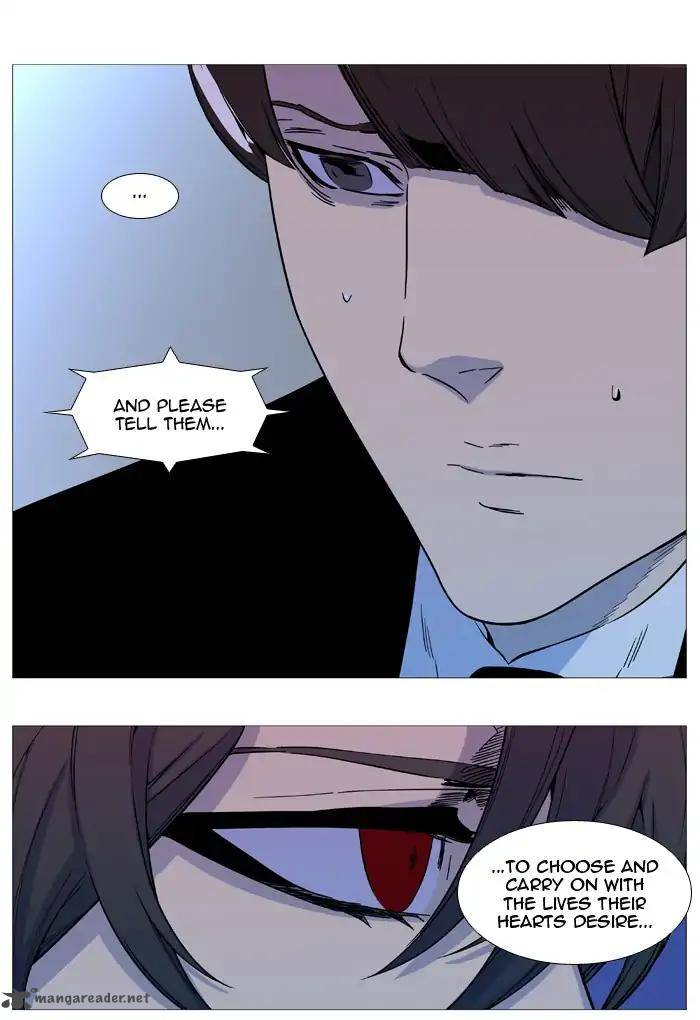 ...
AND PLEASE
TELL THEM...
...TO CHOOSE AND
CARRY ON WITH
THE LIVES THEIR
HEARTS DESIRE...
mangareader.net